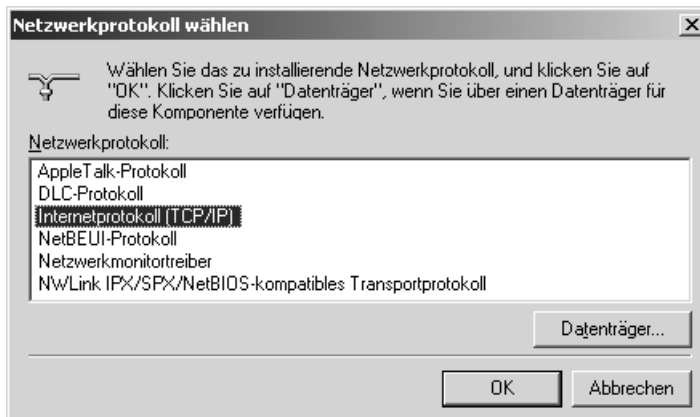 Netzwerkprotokoll wählen
Wählen Sie das zu installierende Netzwerkprotokoll, und klicken Sie auf
"OK". Klicken Sie auf "Datenträger", wenn Sie über einen Datenträger für
diese Komponente verfügen.
Netzwerkprotokoll:
AppleTalk-Protokoll
DLC-Protokoll
Internetprotokoll (TCP/IP)
NetBEUI-Protokoll
Netzwerkmonitortreiber
NWLink IPX/SPX/NetBIOS-kompatibles Transportprotokoll
Datenträger...
OK
Abbrechen